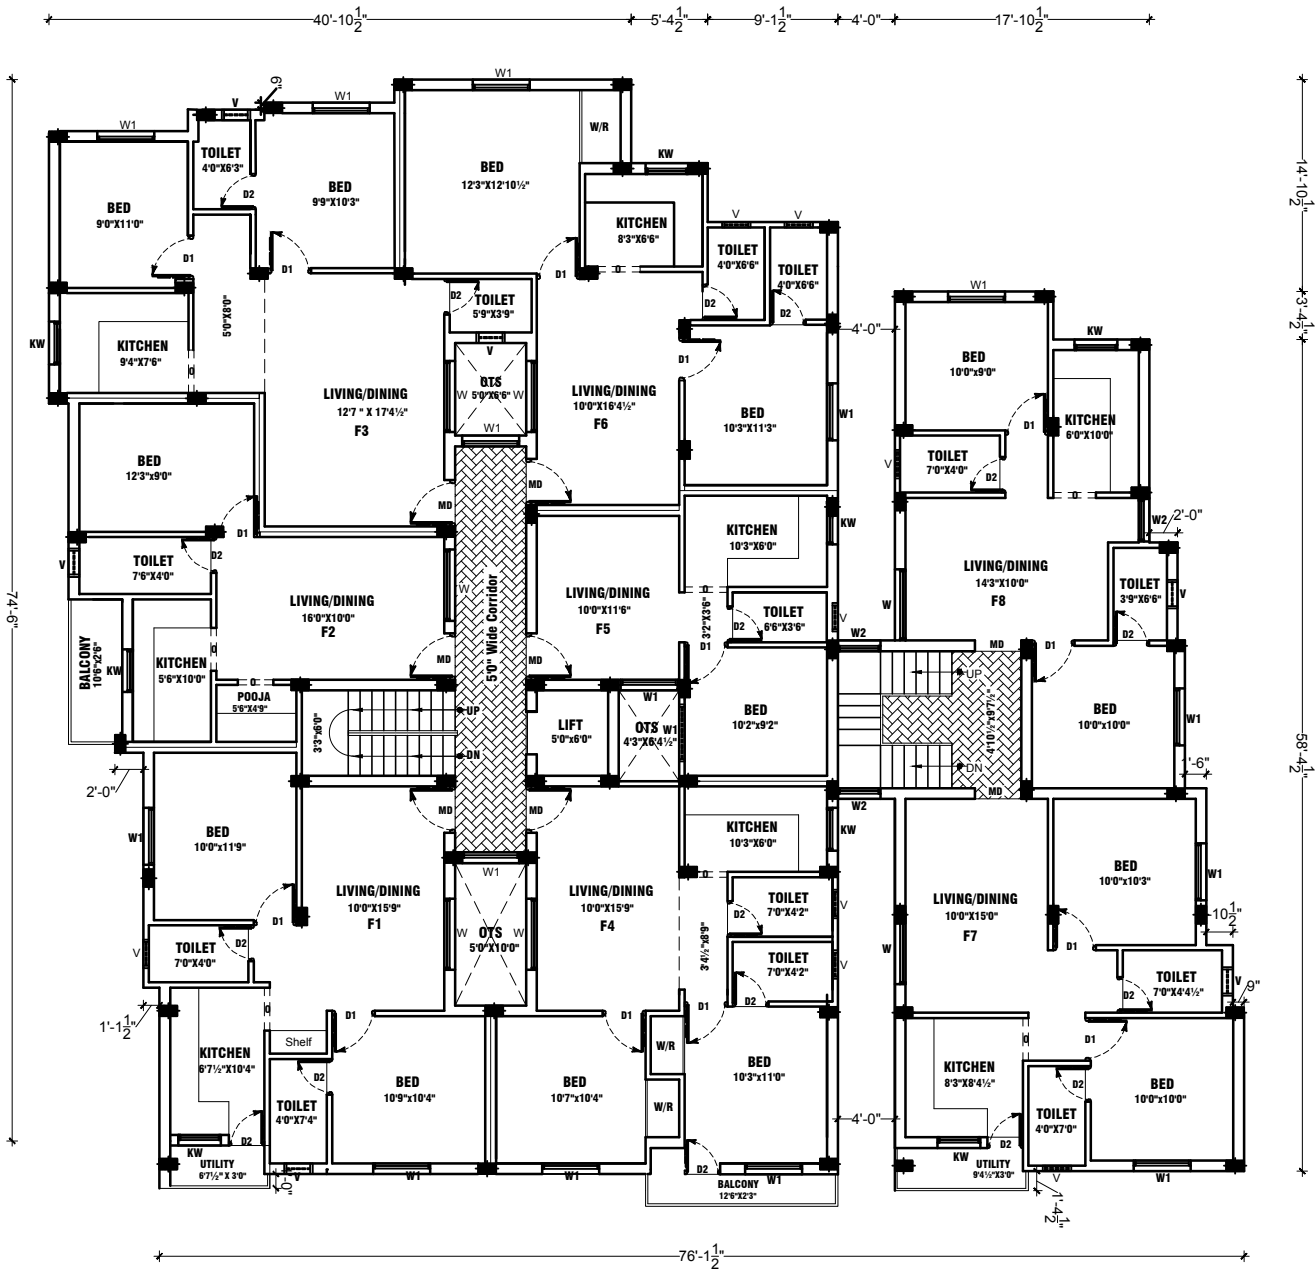 40'-10 1/2"
5'-4 1/2"
9'-1 1/2"
4'-0"
17'-10 1/2"
74'-9"
14'-10 1/2"
3'-4 1/2"
58'-4 1/2"
76'-1 1/2"
6"
W1
V
W1
W1
W/R
BED
9'0"X11'0"
TOILET
4'0"X6'3"
D2
BED
9'9"X10'3"
BED
12'3"X12'10½"
KW
KITCHEN
8'3"X6'6"
D1
D1
D1
O
5'0"X8'0"
KW
KITCHEN
9'4"X7'6"
O
LIVING/DINING
12'7" X 17'4½"
F3
D2
TOILET
5'9"X3'9"
V
OTS
5'0"X6'6"
W
W
W1
LIVING/DINING
10'0"X16'4½"
F6
V
V
TOILET
4'0"X6'6"
D2
TOILET
4'0"X6'6"
D2
D1
BED
10'3"X11'3"
W1
4'-0"
BED
12'3"x9'0"
D1
MD
MD
V
TOILET
7'6"X4'0"
D2
LIVING/DINING
16'0"X10'0"
F2
W
MD
MD
5'0" Wide Corridor
BALCONY
10'6"x2'6"
KW
KITCHEN
5'6"X10'0"
O
O
POOJA
5'6"X4'9"
LIVING/DINING
10'0"X11'6"
F5
KITCHEN
10'3"X6'0"
KW
O
3'2"X3'6"
TOILET
6'6"X3'6"
D2
V
D1
W2
BED
10'2"x9'2"
3'3"x6'0"
UP
DN
LIFT
5'0"x6'0"
W1
OTS
4'3"X6'4½"
W1
2'-0"
W1
BED
10'0"x11'9"
D1
MD
MD
LIVING/DINING
10'0"X15'9"
F1
V
TOILET
7'0"X4'0"
D2
W1
OTS
5'0"X10'0"
W
W
LIVING/DINING
10'0"X15'9"
F4
KITCHEN
10'3"X6'0"
KW
O
W2
TOILET
7'0"X4'2"
D2
V
3'4½"x8'9"
TOILET
7'0"X4'2"
D2
V
D1
1'-1 1/2"
O
Shelf
KITCHEN
6'7½"X10'4"
D1
TOILET
4'0"X7'4"
D2
D2
KW
UTILITY
6'7½" X 3'0"
V
BED
10'9"x10'4"
W1
BED
10'7"x10'4"
D1
W1
W/R
W/R
BED
10'3"x11'0"
D2
W1
BALCONY
12'6"X2'3"
4'-0"
W1
BED
10'0"x9'0"
D1
KW
KITCHEN
6'0"X10'0"
O
V
TOILET
7'0"X4'0"
D2
W2
2'-0"
LIVING/DINING
14'3"X10'0"
F8
W
TOILET
3'9"X6'6"
D2
V
MD
D1
UP
DN
4'10½"x9'7½"
MD
BED
10'0"x10'0"
W1
LIVING/DINING
10'0"X15'0"
F7
W
BED
10'0"x10'3"
W1
D1
10 1/2"
TOILET
7'0"X4'4½"
D2
V
9"
O
D1
KITCHEN
8'3"X8'4½"
KW
D2
UTILITY
9'4½"X3'0"
D2
TOILET
4'0"X7'0"
V
1'-4 1/2"
BED
10'0"x10'0"
W1